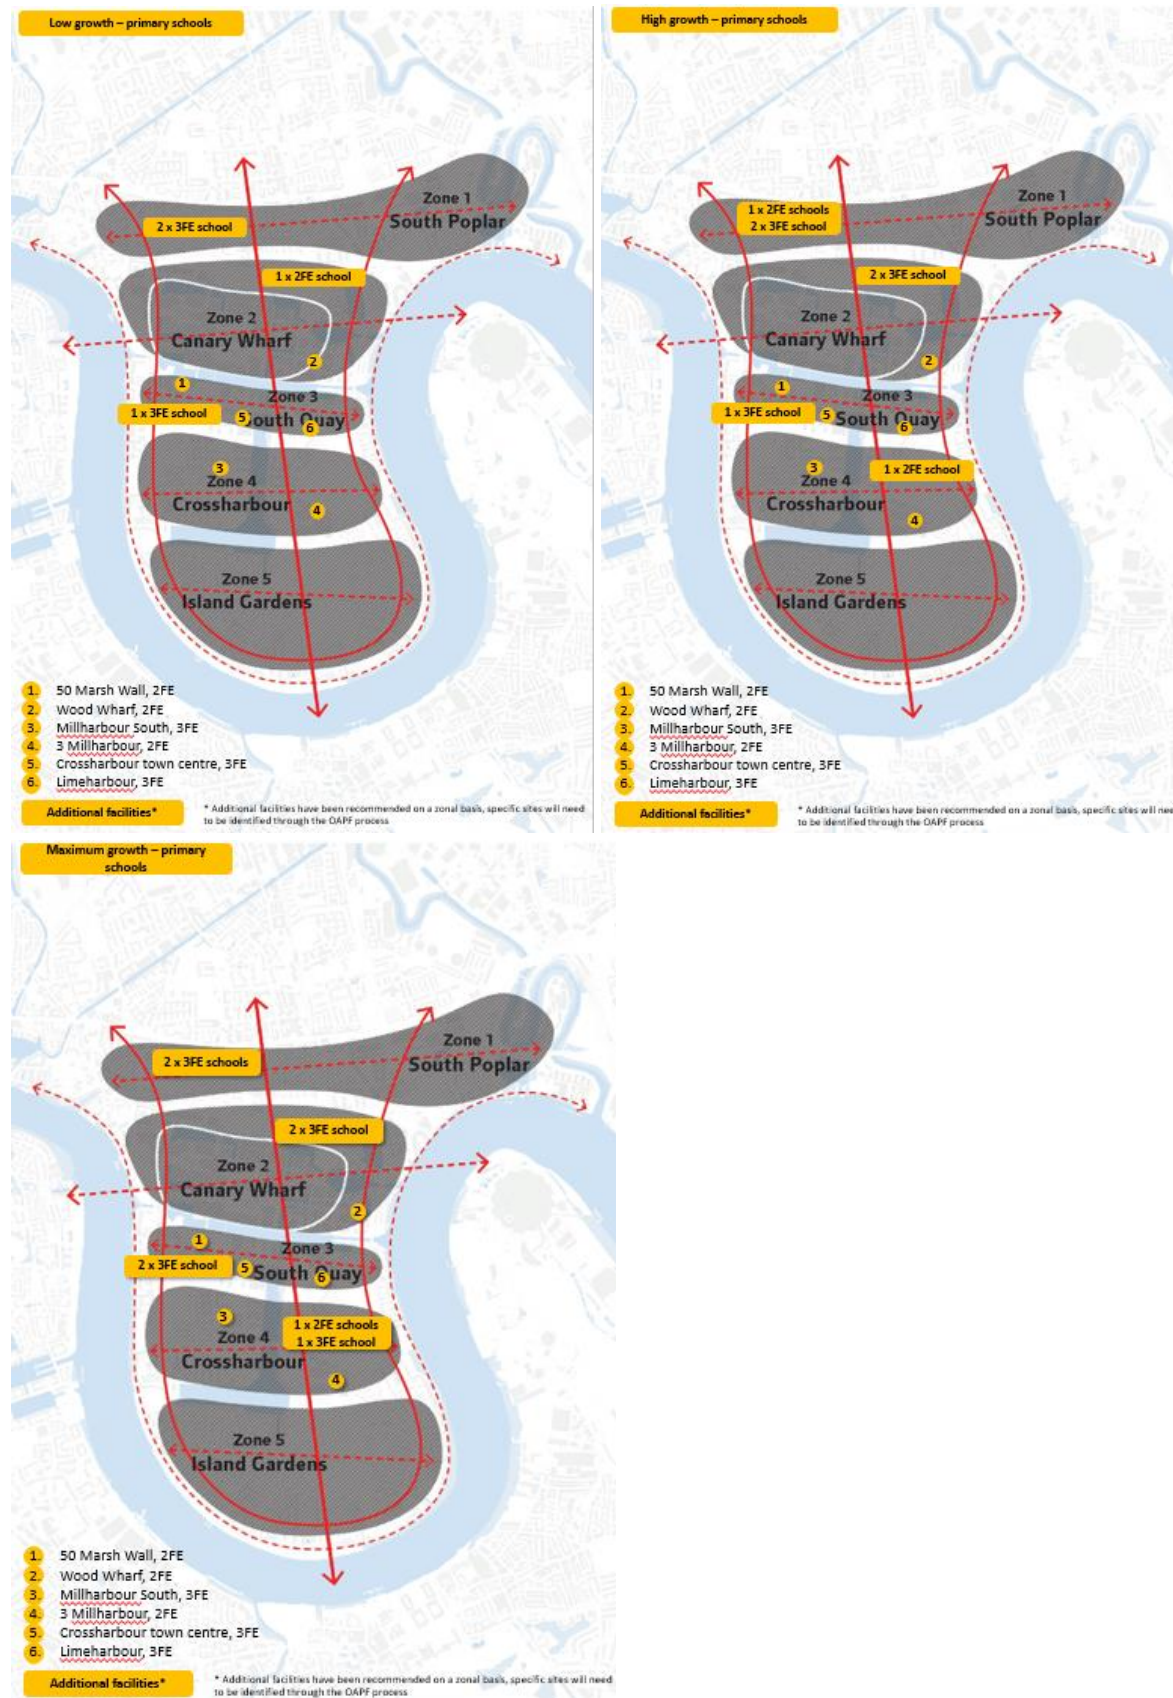 Low growth – primary schools
Zone 1
South Poplar
2 x 3FE school
1 x 2FE school
Zone 2
Canary Wharf
2
1
Zone 3
1 x 3FE school
5
South Quay
6
3
Zone 4
Crossharbour
4
Zone 5
Island Gardens
1. 50 Marsh Wall, 2FE
2. Wood Wharf, 2FE
3. Millharbour South, 3FE
4. 3 Millharbour, 2FE
5. Crossharbour town centre, 3FE
6. Limeharbour, 3FE
Additional facilities*
* Additional facilities have been recommended on a zonal basis, specific sites will need
to be identified through the OAPF process
High growth – primary schools
Zone 1
South Poplar
1 x 2FE schools
2 x 3FE school
2 x 3FE school
Zone 2
Canary Wharf
2
1
Zone 3
1 x 3FE school
5
South Quay
6
3
1 x 2FE school
Zone 4
Crossharbour
4
Zone 5
Island Gardens
1. 50 Marsh Wall, 2FE
2. Wood Wharf, 2FE
3. Millharbour South, 3FE
4. 3 Millharbour, 2FE
5. Crossharbour town centre, 3FE
6. Limeharbour, 3FE
Additional facilities*
* Additional facilities have been recommended on a zonal basis, specific sites will nee
to be identified through the OAPF process
Maximum growth – primary
schools
Zone 1
South Poplar
2 x 3FE schools
2 x 3FE school
Zone 2
Canary Wharf
2
1
Zone 3
2 x 3FE school
5
South Quay
6
3
1 x 2FE schools
1 x 3FE school
Zone 4
Crossharbour
4
Zone 5
Island Gardens
1. 50 Marsh Wall, 2FE
2. Wood Wharf, 2FE
3. Millharbour South, 3FE
4. 3 Millharbour, 2FE
5. Crossharbour town centre, 3FE
6. Limeharbour, 3FE
Additional facilities*
* Additional facilities have been recommended on a zonal basis, specific sites will need
to be identified through the OAPF process